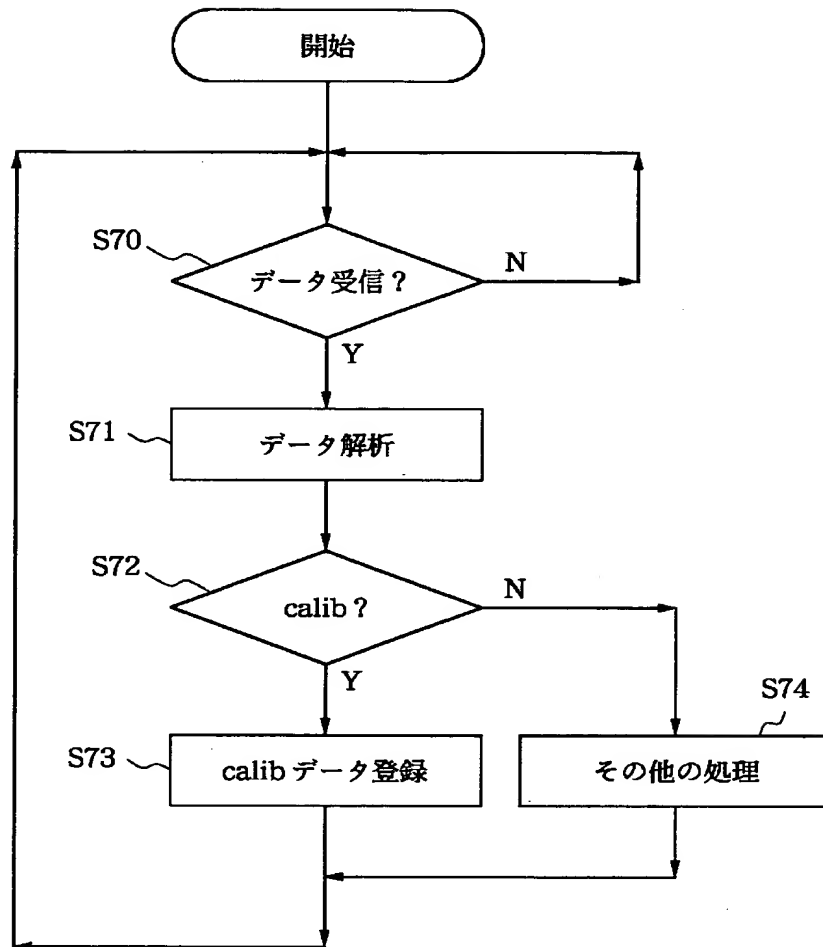 開始
S70
データ受信？
N
Y
S71
データ解析
S72
calib？
N
Y
S74
S73
calibデータ登録
その他の処理